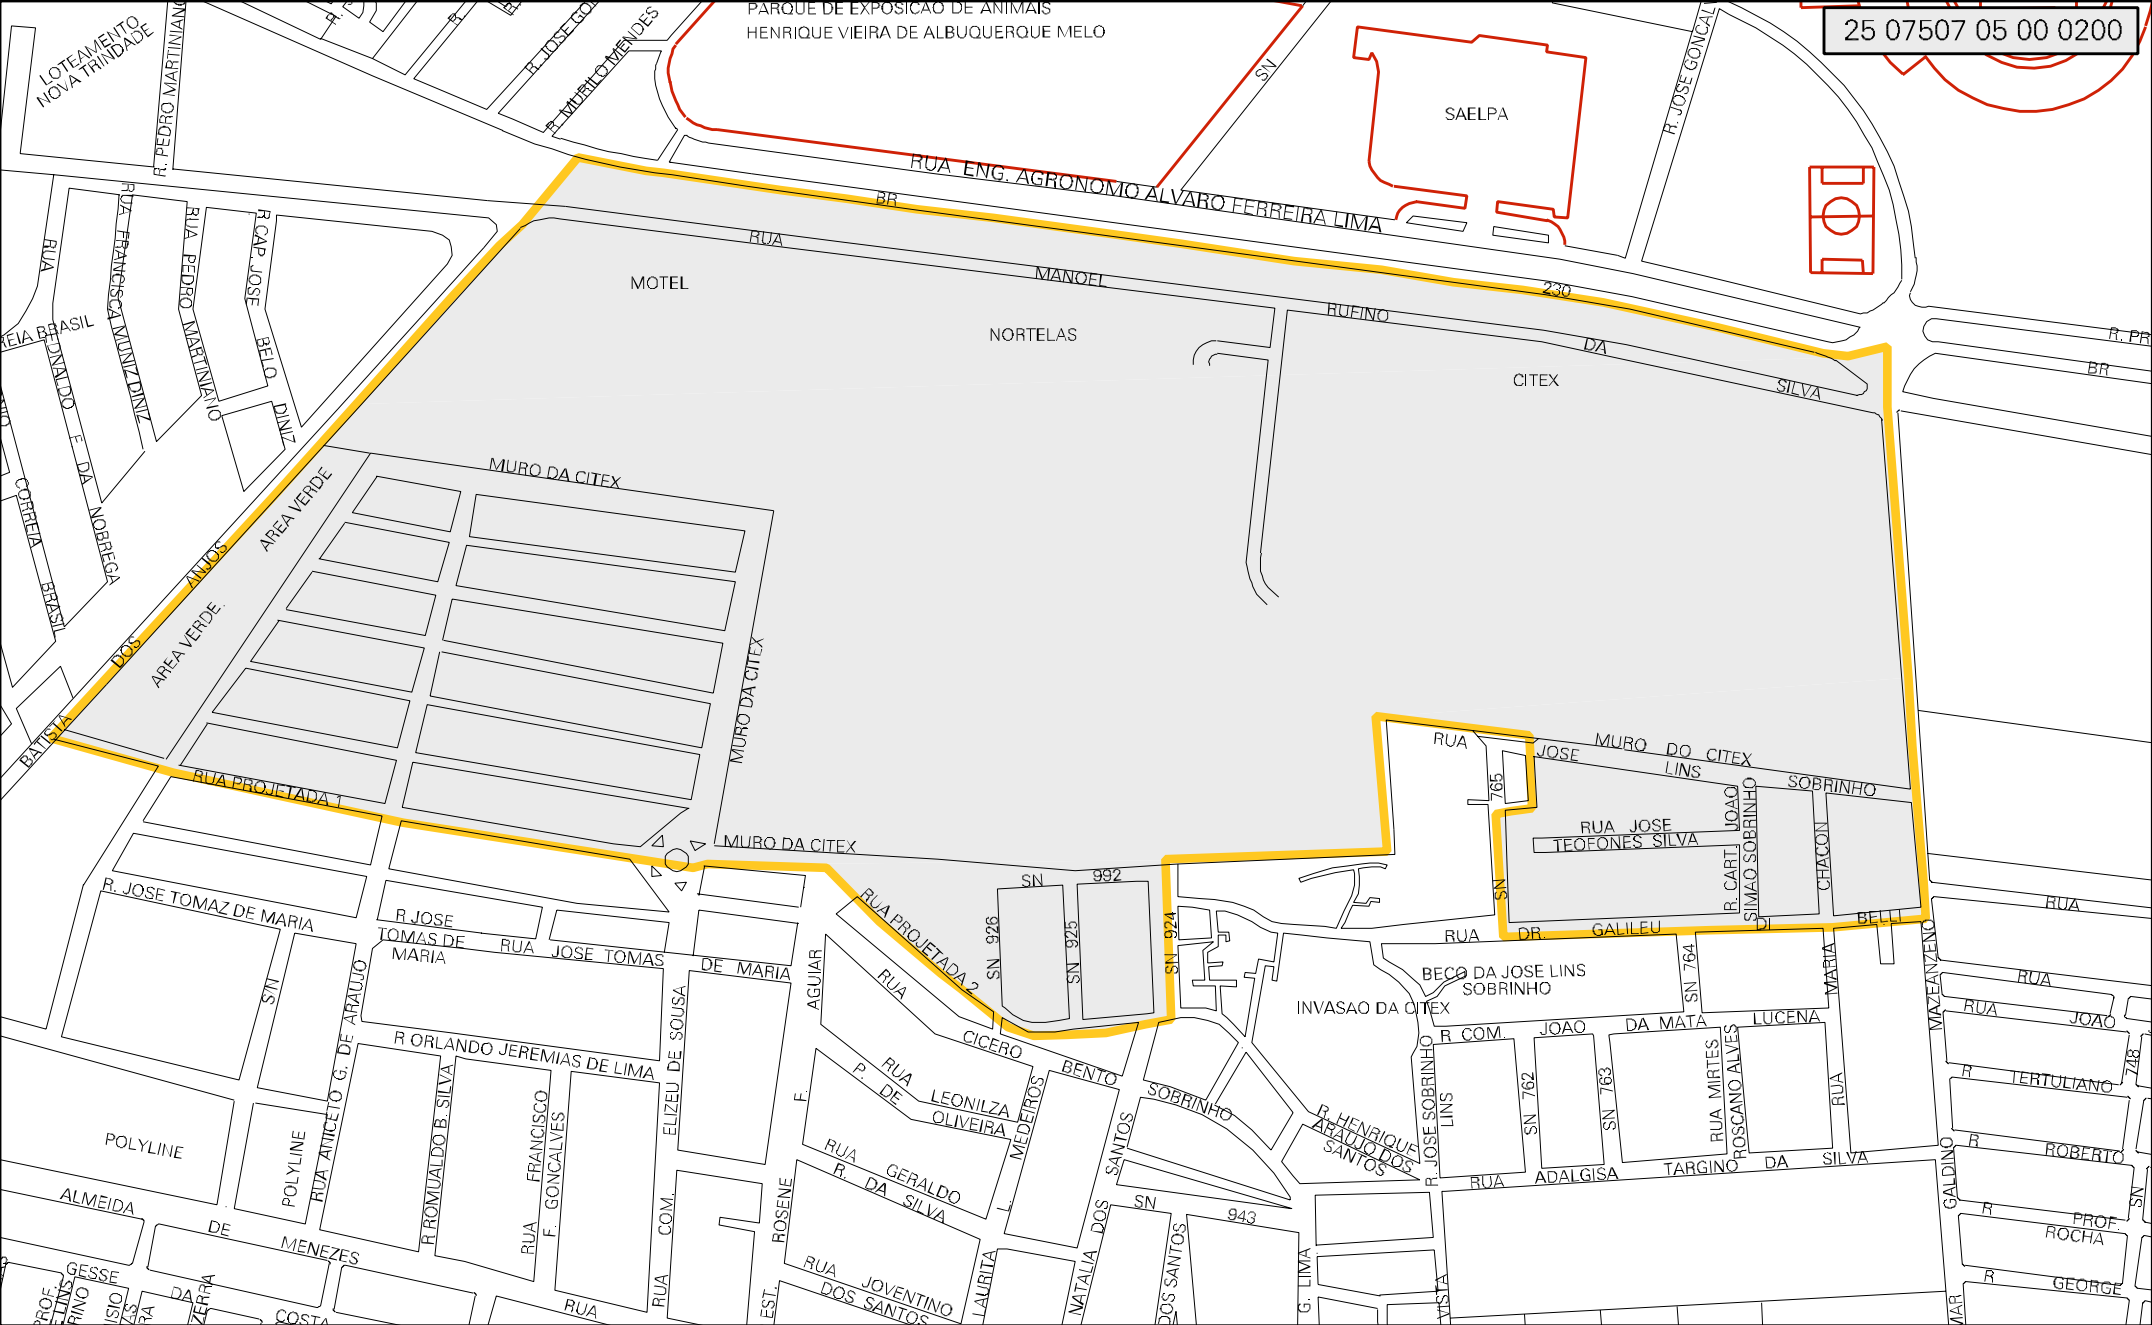 PARQUE DE EXPOSICAO DE ANIMAIS
HENRIQUE VIEIRA DE ALBUQUERQUE MELO
25 07507 05 00 0200
LOTEAMENTO
NOVA TRINDADE
R. PEDRO MARTINIANO
R. MURILO MENDES
SN
SAELPA
RUA ENG. AGRONOMO ALVARO FERREIRA LIMA
BR
230
RUA MANOEL RUFINO DA SILVA
MOTEL
NORTELAS
CITEX
BR
RUA
RUA FRANCISCA MUNIZ DINIZ
RUA PEDRO MARTINIANO
R CAP. JOSE BELO DINIZ
CORREIA BRASIL
MURO DA CITEX
AREA VERDE
AREA VERDE.
BATISTA DOS ANJOS
MURO DA CITEX
RUA PROJETADA 1
MURO DA CITEX
RUA JOSE LINS SOBRINHO
MURO DO CITEX
765
RUA JOSE
TEOFONES SILVA
R. CART. JOAO
SIMAO SOBRINHO
CHACON
SN
SN 992
RUA PROJETADA 2
SN 926
SN 925
SN 924
RUA DR. GALILEU DI BELLI
R. JOSE TOMAZ DE MARIA
R JOSE
TOMAS DE
MARIA
RUA JOSE TOMAS DE MARIA
S/N
RUA ANICETO G. DE ARAUJO
AGUIAR
RUA CICERO BENTO SOBRINHO
BECO DA JOSE LINS
SOBRINHO
INVASAO DA CITEX
SN 764
MARIA
MAZEANZENO
RUA
RUA
RUA JOAO
748
R COM. JOAO DA MATA LUCENA
R ORLANDO JEREMIAS DE LIMA
R ROMUALDO B. SILVA
RUA FRANCISCO
F. GONCALVES
RUA COM. ELIZEU DE SOUSA
RUA LEONILZA
P. DE OLIVEIRA
RUA GERALDO
R. DA SILVA
L. MEDEIROS
R. HENRIQUE
ARAUJO DOS
SANTOS
R. JOSE SOBRINHO
LINS
SN 762
SN 763
RUA MIRTES
ROSCANO ALVES
RUA
R TERTULIANO
R ROBERTO
RUA ADALGISA TARGINO DA SILVA
GALDINO
SN
R PROF.
ROCHA
R GEORGE
POLYLINE
POLYLINE
ALMEIDA DE MENEZES
EST. ROSENE F.
SN 943
NATALIA DOS SANTOS
DOS SANTOS
LAURITA
G. LIMA
VISTA
RUA JOVENTINO
DOS SANTOS
GESSE DA COSTA
RUA